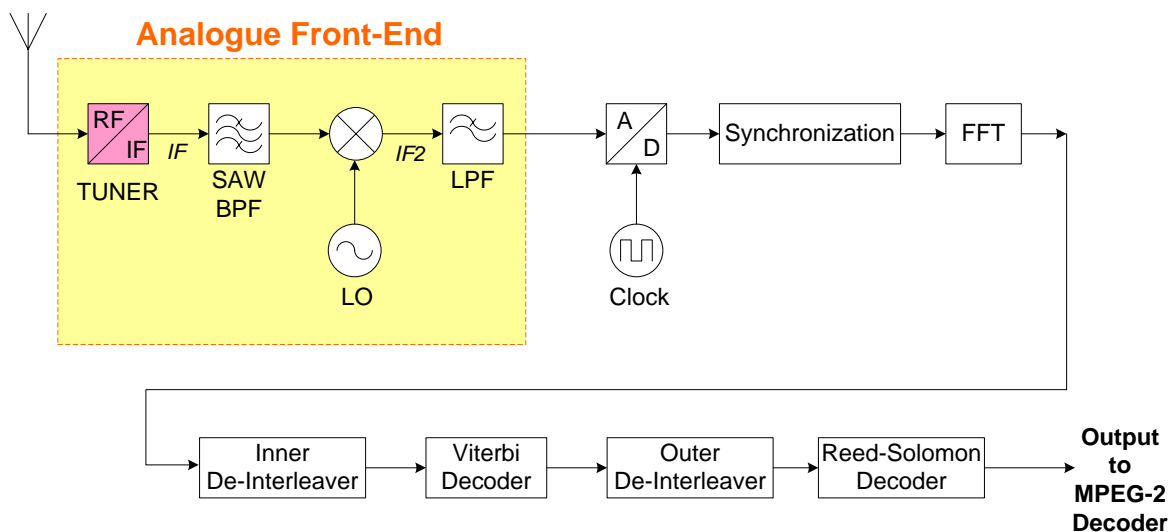 Analogue Front-End
RF
IF
TUNER
IF
SAW
BPF
IF2
LPF
LO
A
D
Clock
Synchronization
FFT
Inner
De-Interleaver
Viterbi
Decoder
Outer
De-Interleaver
Reed-Solomon
Decoder
Output
to
MPEG-2
Decoder